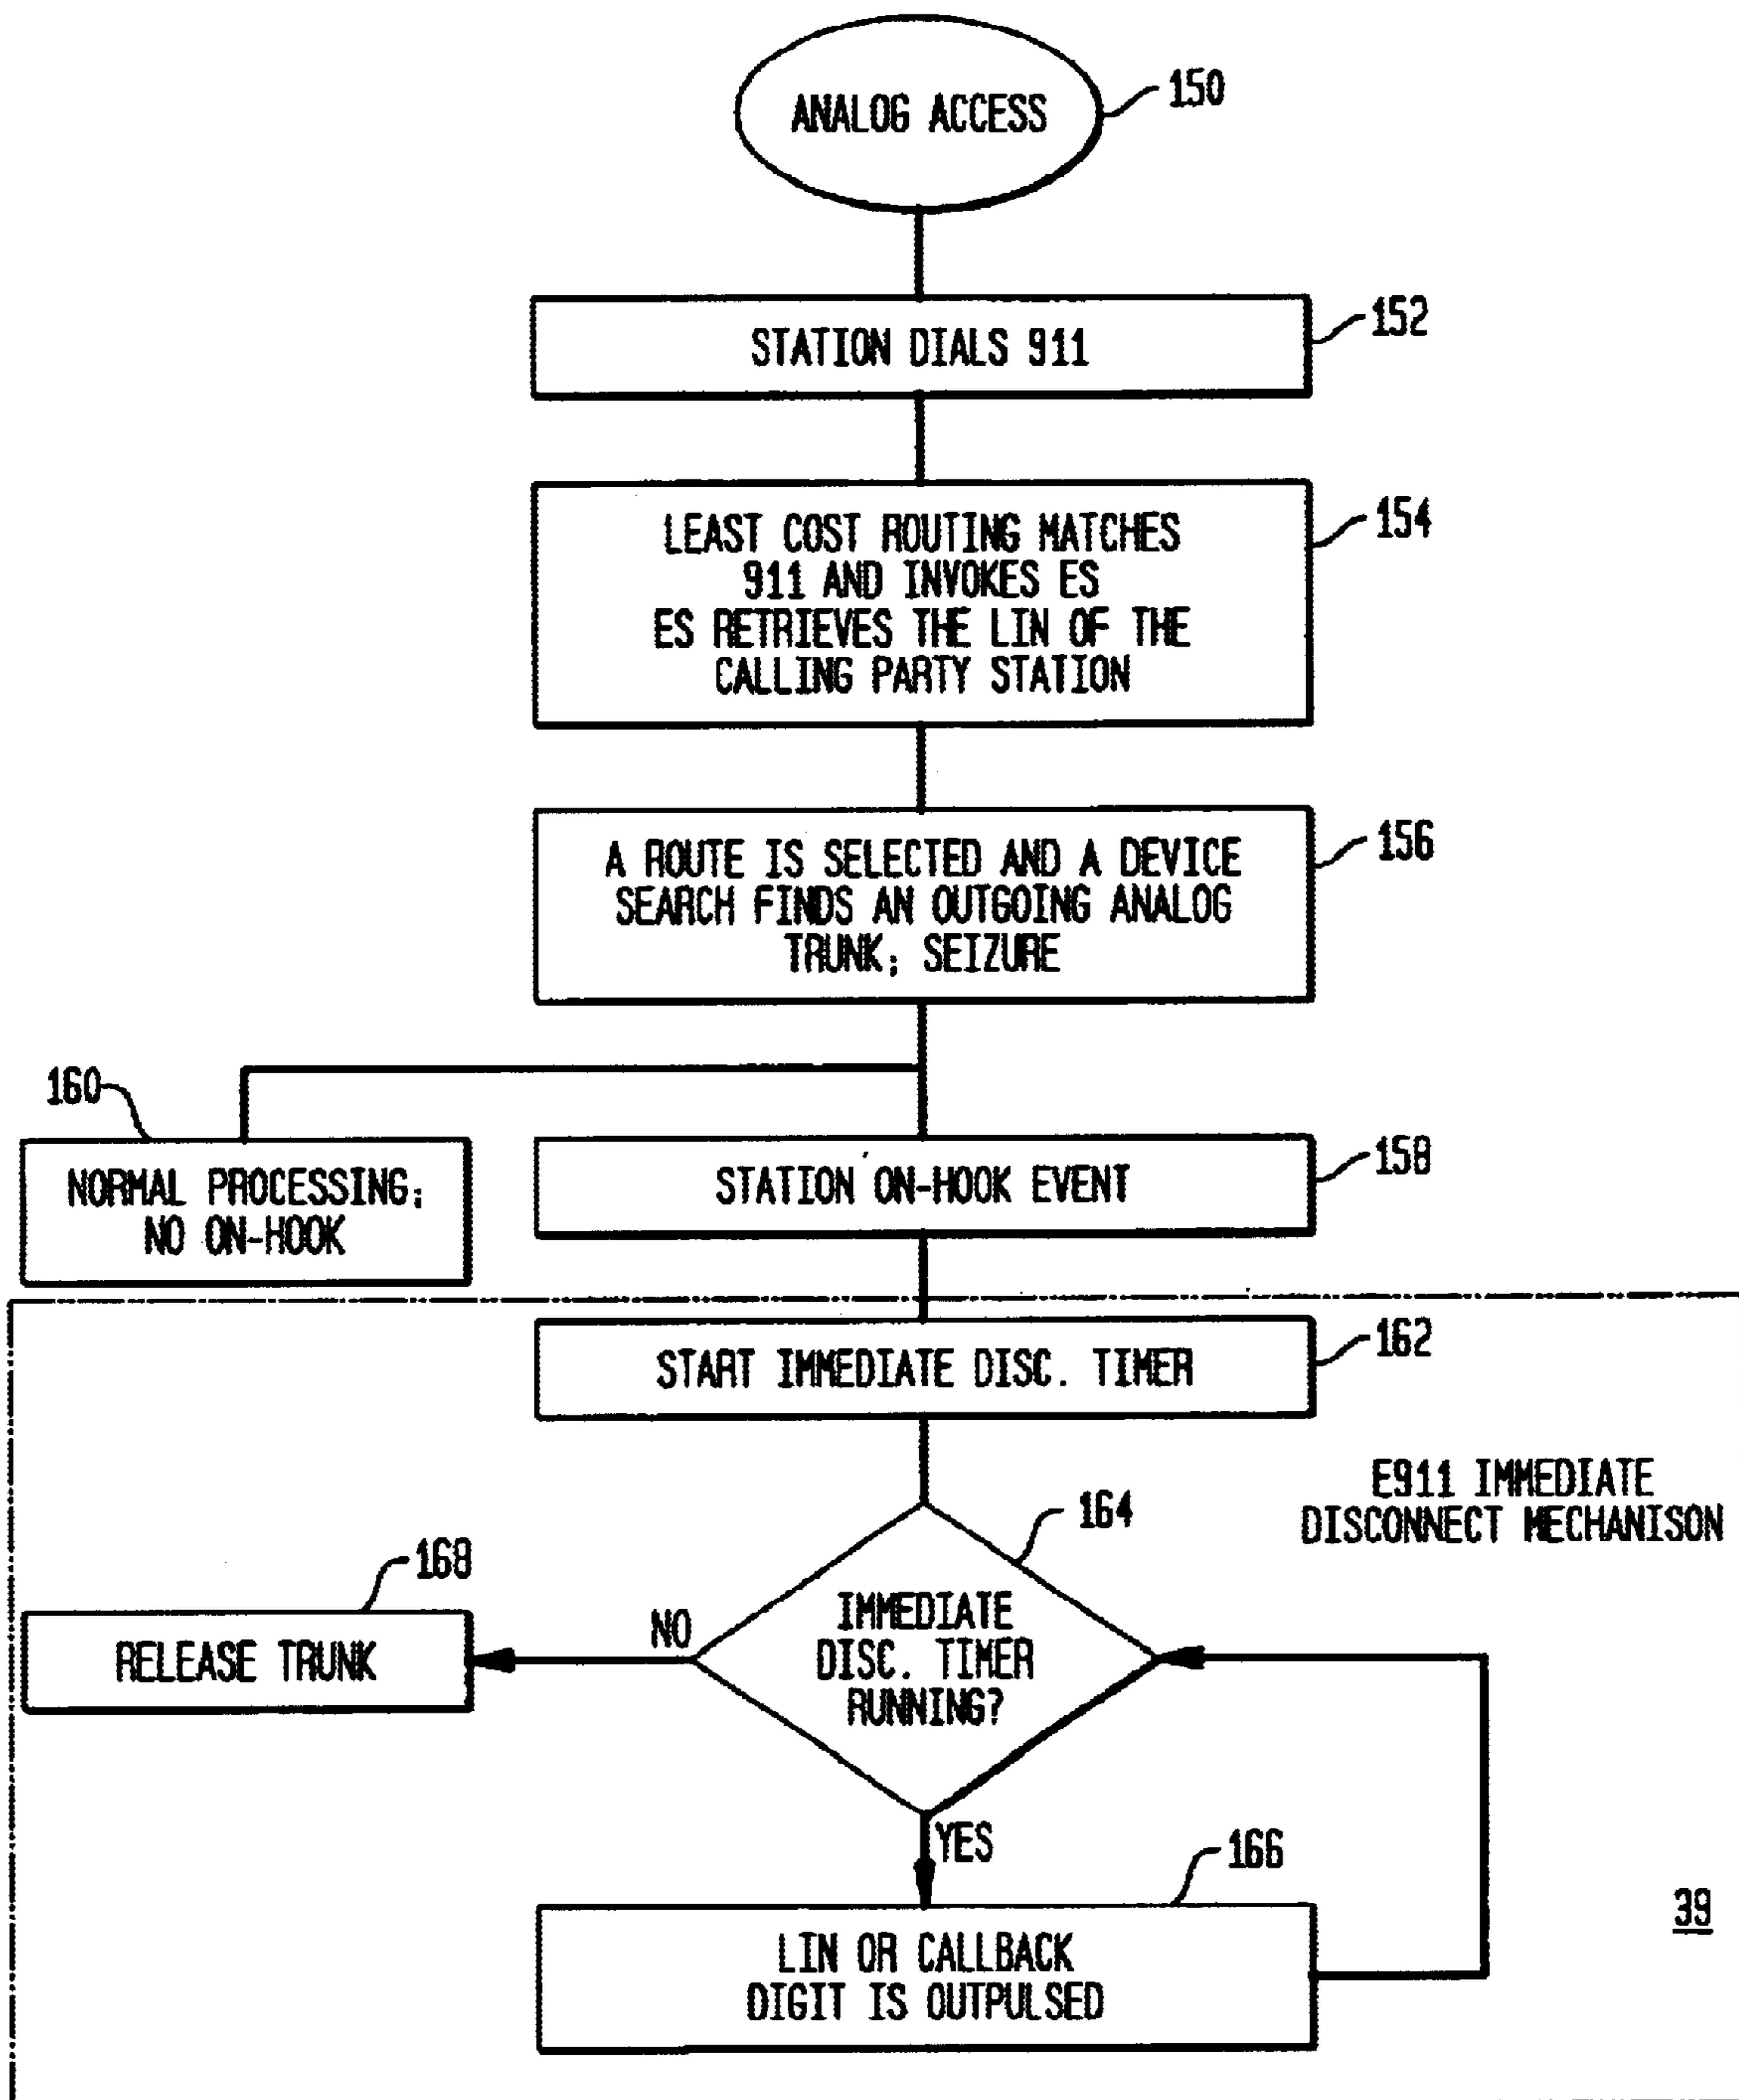 ANALOG ACCESS
150
STATION DIALS 911
152
LEAST COST ROUTING MATCHES
911 AND INVOKES ES
ES RETRIEVES THE LIN OF THE
CALLING PARTY STATION
154
A ROUTE IS SELECTED AND A DEVICE
SEARCH FINDS AN OUTGOING ANALOG
TRUNK; SEIZURE
156
160
NORMAL PROCESSING;
NO ON-HOOK
STATION ON-HOOK EVENT
158
START IMMEDIATE DISC. TIMER
162
E911 IMMEDIATE
DISCONNECT MECHANISON
164
IMMEDIATE
DISC. TIMER
RUNNING?
NO
168
RELEASE TRUNK
YES
166
LIN OR CALLBACK
DIGIT IS OUTPULSED
39